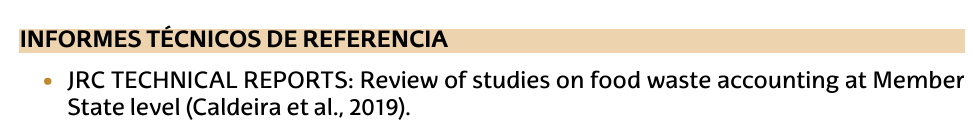 INFORMES TÉCNICOS DE REFERENCIA
• JRC TECHNICAL REPORTS: Review of studies on food waste accounting at Member
State level (Caldeira et al., 2019).